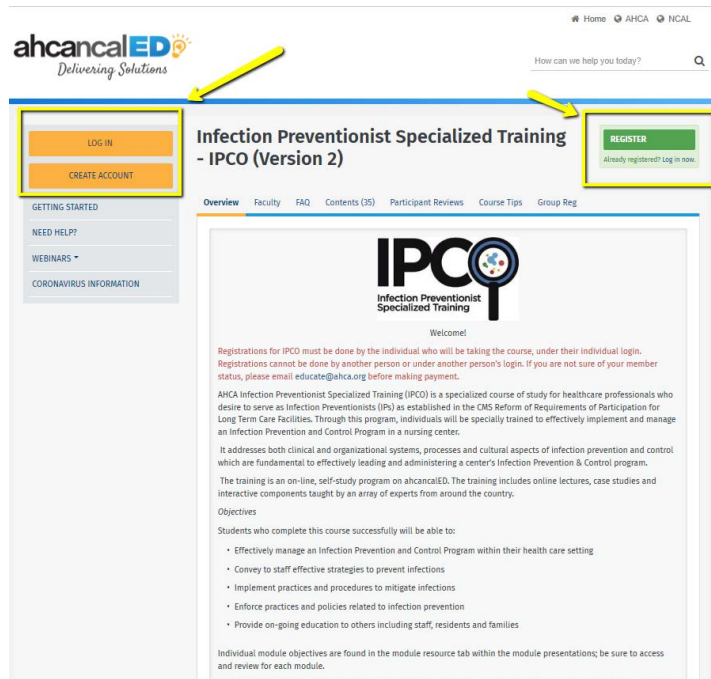 Home AHCA NCAL
ahcancalED
Delivering Solutions
How can we help you today?
LOG IN
CREATE ACCOUNT
GETTING STARTED
NEED HELP?
WEBINARS
CORONAVIRUS INFORMATION
Infection Preventionist Specialized Training
- IPCO (Version 2)
REGISTER
Already registered? Log in now.
Overview Faculty FAQ Contents (35) Participant Reviews Course Tips Group Reg
IPCO
Infection Preventionist
Specialized Training
Welcome!
Registrations for IPCO must be done by the individual who will be taking the course, under their individual login.
Registrations cannot be done by another person or under another person's login. If you are not sure of your member
status, please email educate@ahca.org before making payment.
AHCA Infection Preventionist Specialized Training (IPCO) is a specialized course of study for healthcare professionals who
desire to serve as Infection Preventionists (IPs) as established in the CMS Reform of Requirements of Participation for
Long Term Care Facilities. Through this program, individuals will be specially trained to effectively implement and manage
an Infection Prevention and Control Program in a nursing center.
It addresses both clinical and organizational systems, processes and cultural aspects of infection prevention and control
which are fundamental to effectively leading and administering a center's Infection Prevention & Control program.
The training is an on-line, self-study program on ahcancalED. The training includes online lectures, case studies and
interactive components taught by an array of experts from around the country.
Objectives
Students who complete this course successfully will be able to:
• Effectively manage an Infection Prevention and Control Program within their health care setting
• Convey to staff effective strategies to prevent infections
• Implement practices and procedures to mitigate infections
• Enforce practices and policies related to infection prevention
• Provide on-going education to others including staff, residents and families
Individual module objectives are found in the module resource tab within the module presentations; be sure to access
and review for each module.